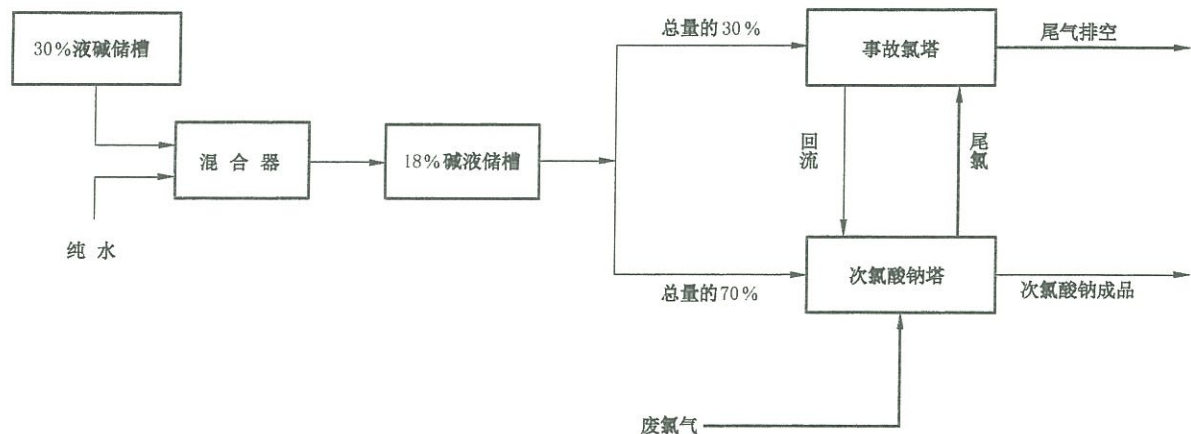 30%液碱储槽
总量的30%
事故氯塔
尾气排空
混合器
18%碱液储槽
回流
尾氯
纯水
总量的70%
次氯酸钠塔
次氯酸钠成品
废氯气